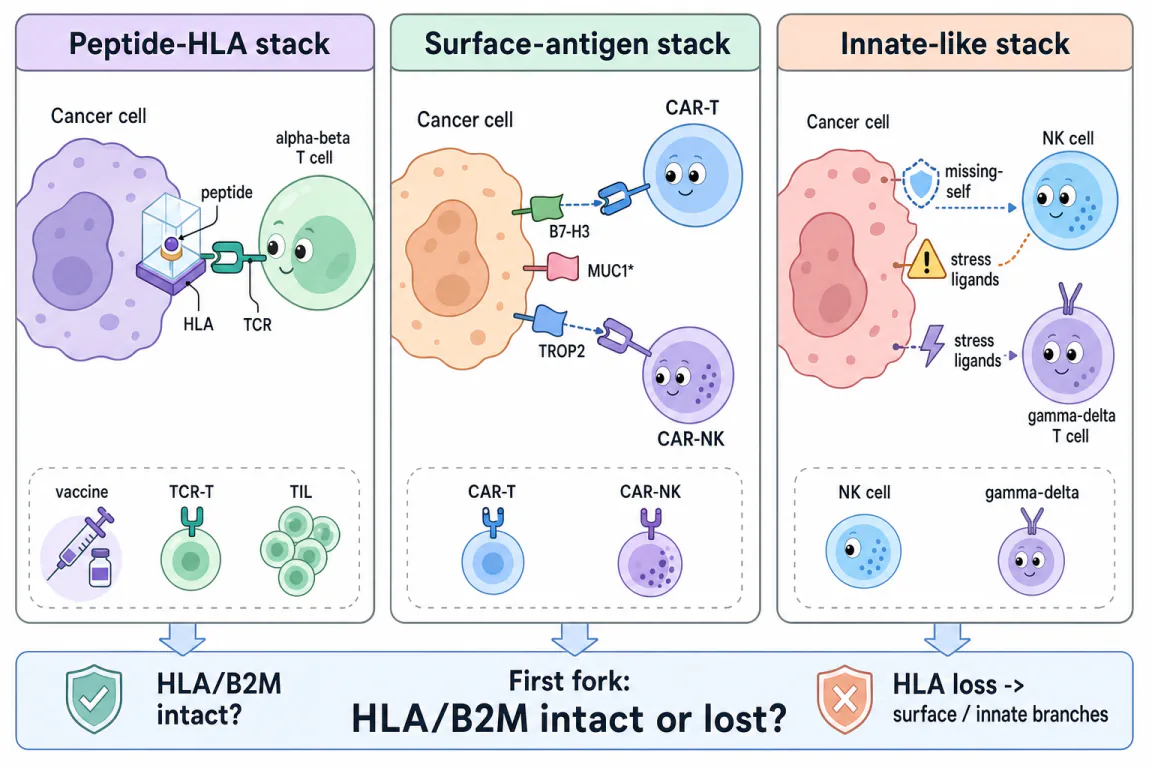 Peptide-HLA stack
Cancer cell
alpha-beta
T cell
peptide
HLA
TCR
vaccine
TCR-T
TIL
Surface-antigen stack
CAR-T
Cancer cell
B7-H3
MUC1*
TROP2
CAR-NK
CAR-T
CAR-NK
Innate-like stack
Cancer cell
NK cell
missing-
self
stress
ligands
stress
ligands
gamma-delta
T cell
NK cell
gamma-delta
HLA/B2M
intact?
First fork:
HLA/B2M intact or lost?
HLA loss ->
surface / innate branches